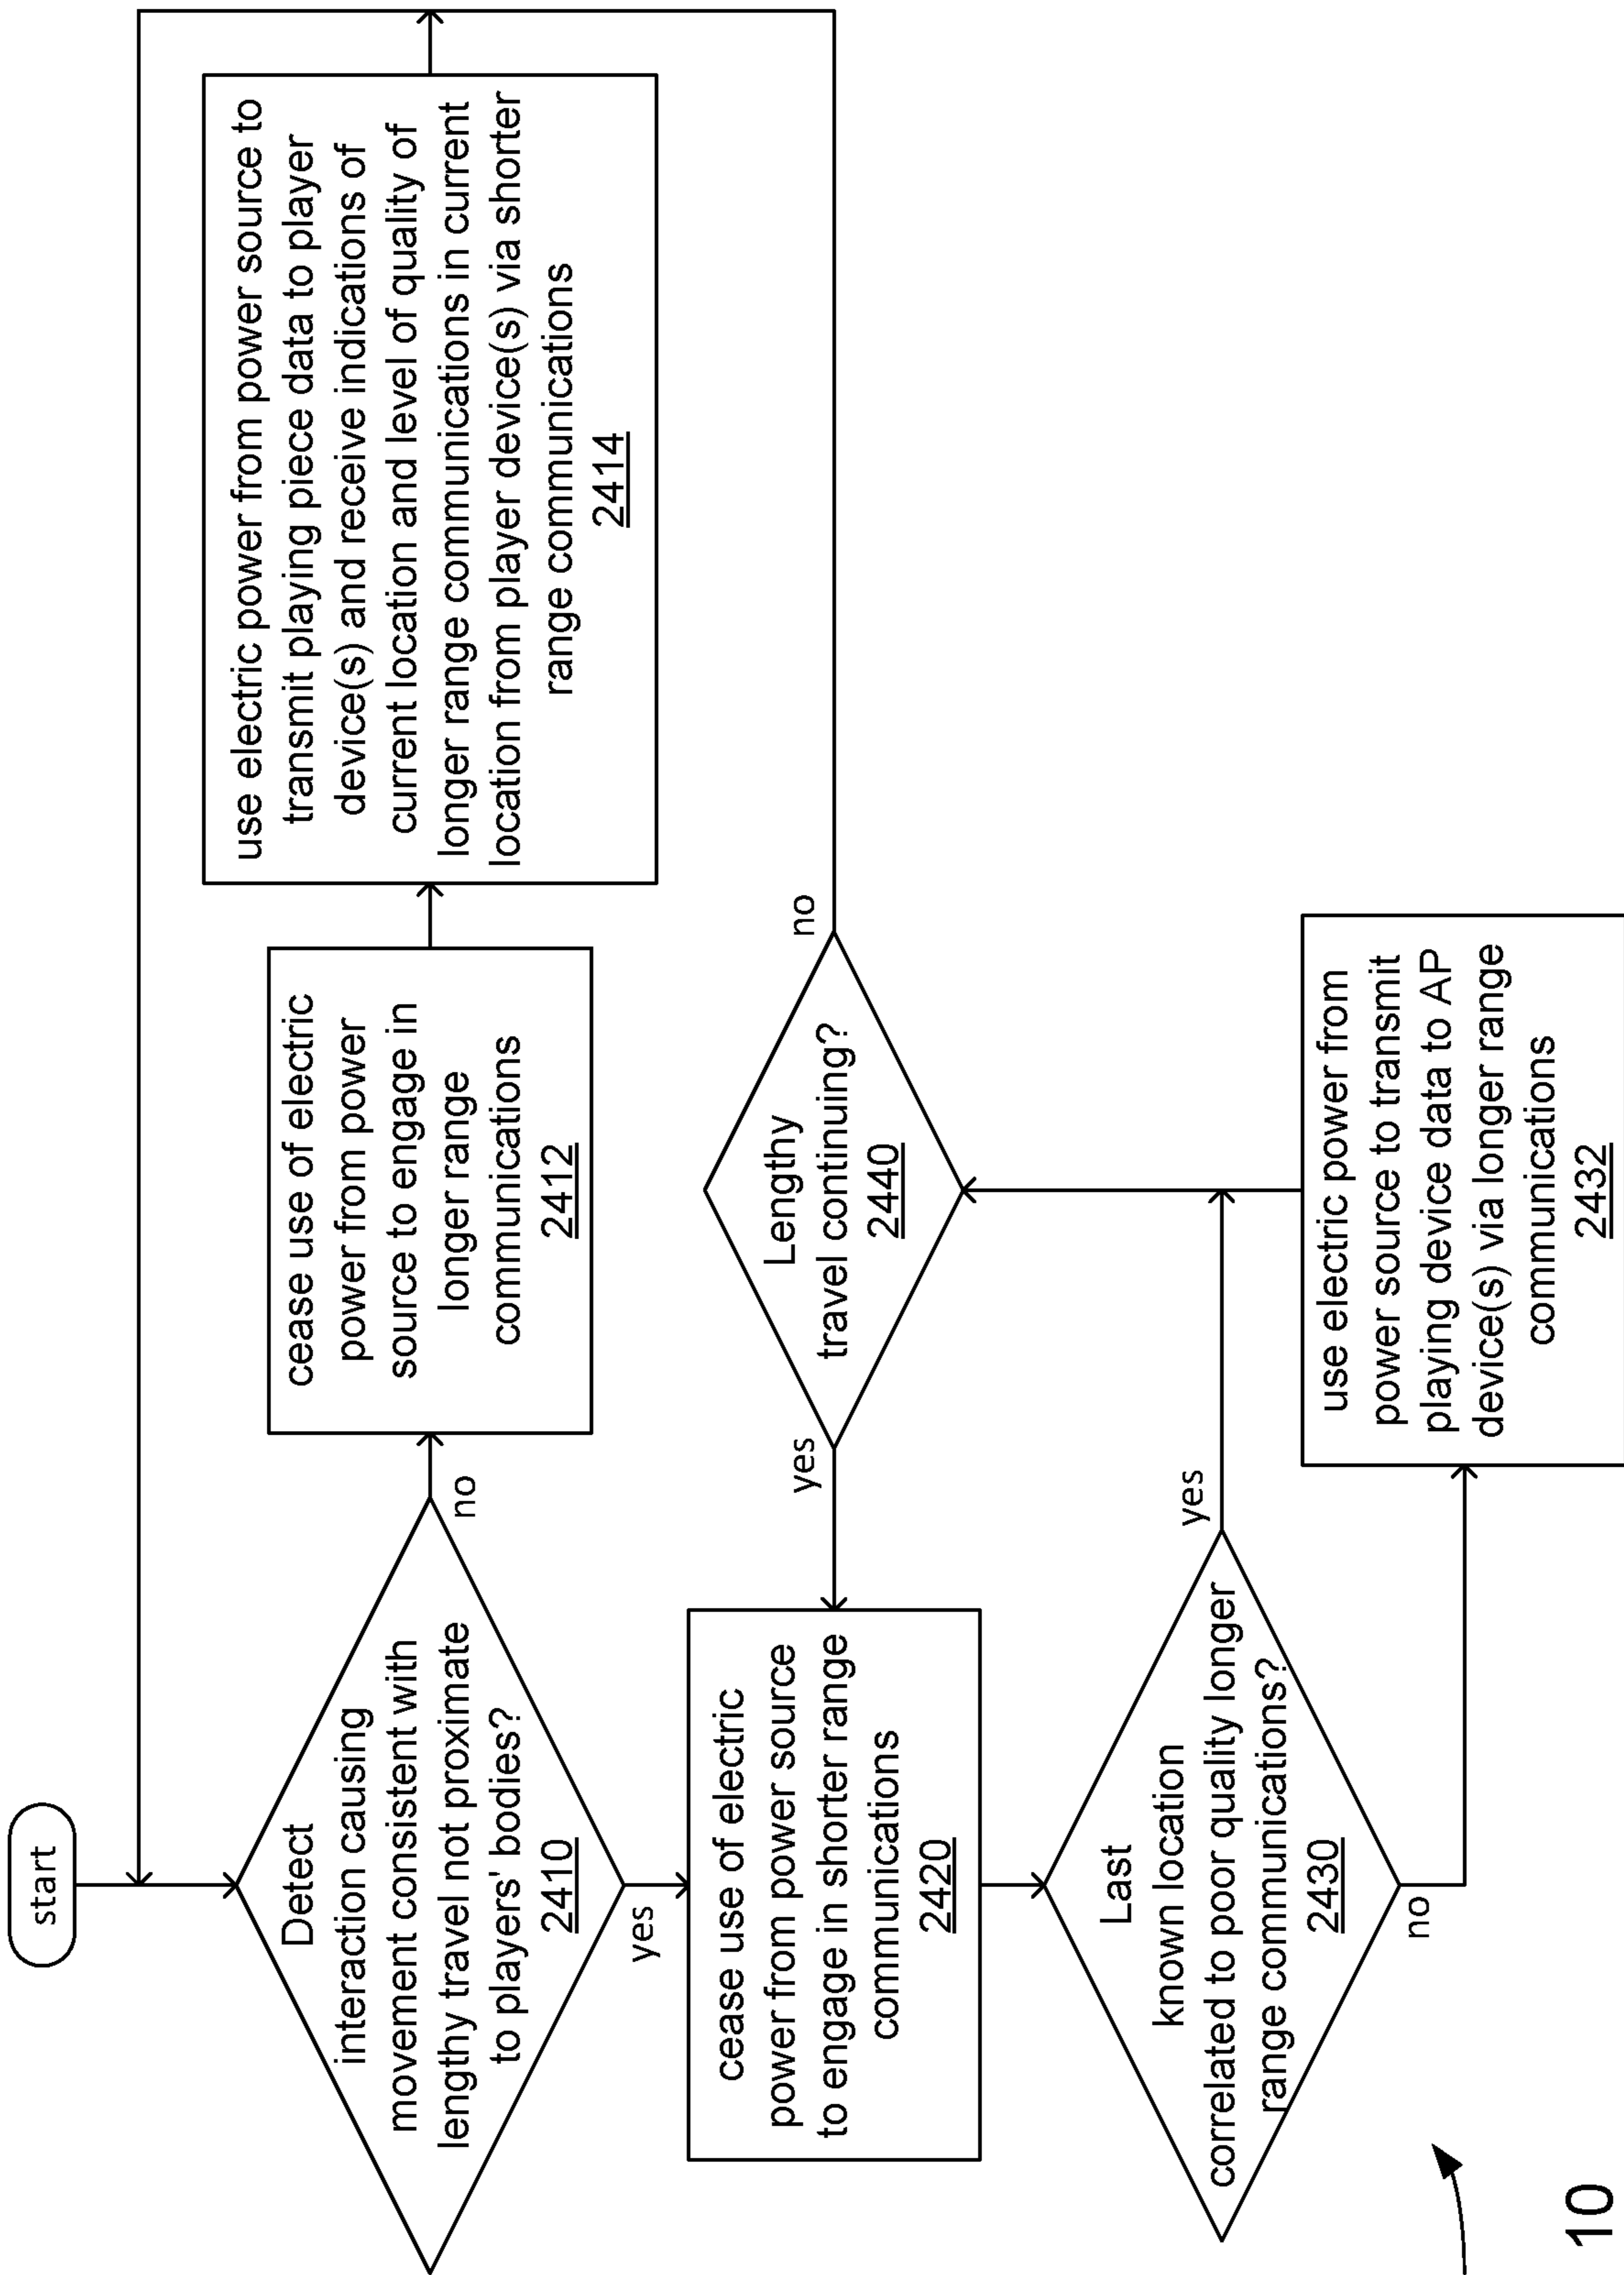 start
Detect
interaction causing
movement consistent with
lengthy travel not proximate
to players' bodies?
2410
no
yes
cease use of electric
power from power
source to engage in
longer range
communications
2412
use electric power from power source to
transmit playing piece data to player
device(s) and receive indications of
current location and level of quality of
longer range communications in current
location from player device(s) via shorter
range communications
2414
cease use of electric
power from power source
to engage in shorter range
communications
2420
yes
Lengthy
travel continuing?
2440
no
Last
known location
correlated to poor quality longer
range communications?
2430
yes
no
use electric power from
power source to transmit
playing device data to AP
device(s) via longer range
communications
2432
10